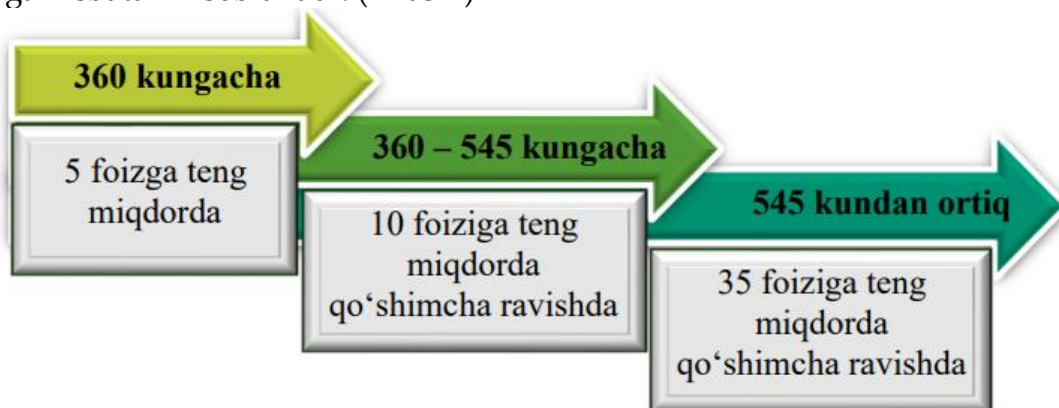 360 kungacha
5 foizga teng
miqdorda
360 – 545 kungacha
10 foiziga teng
miqdorda
qo‘shimcha ravishda
545 kundan ortiq
35 foiziga teng
miqdorda
qo‘shimcha ravishda